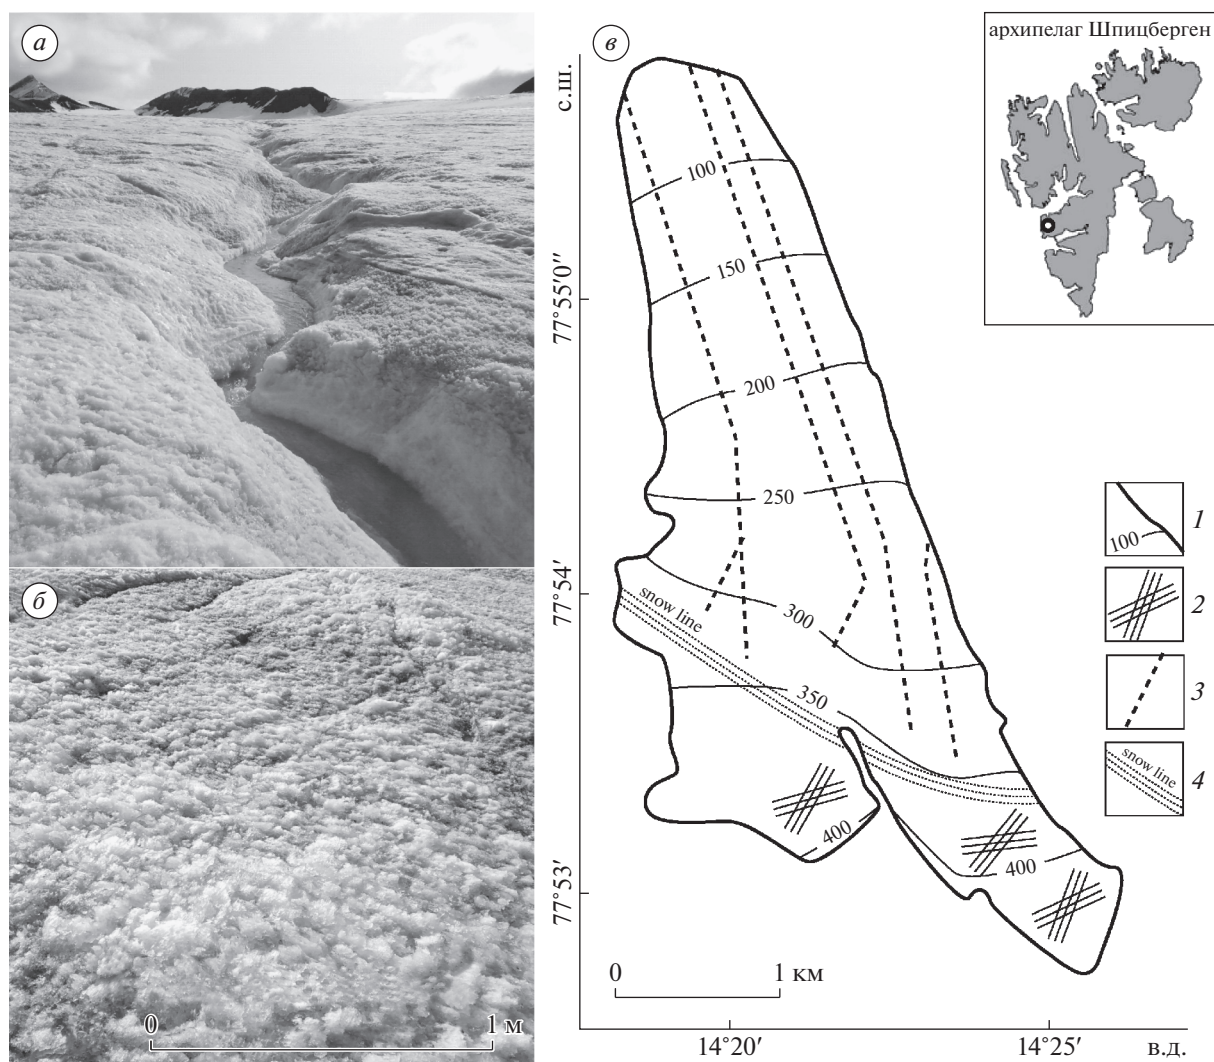 а
б
0
1 м
в
архипелаг Шпицберген
с.ш.
77°55′0″
77°54′
77°53′
100
150
200
250
300
snow line
350
400
400
0
1 км
14°20′
14°25′
в.д.
100
1
2
3
snow line
4